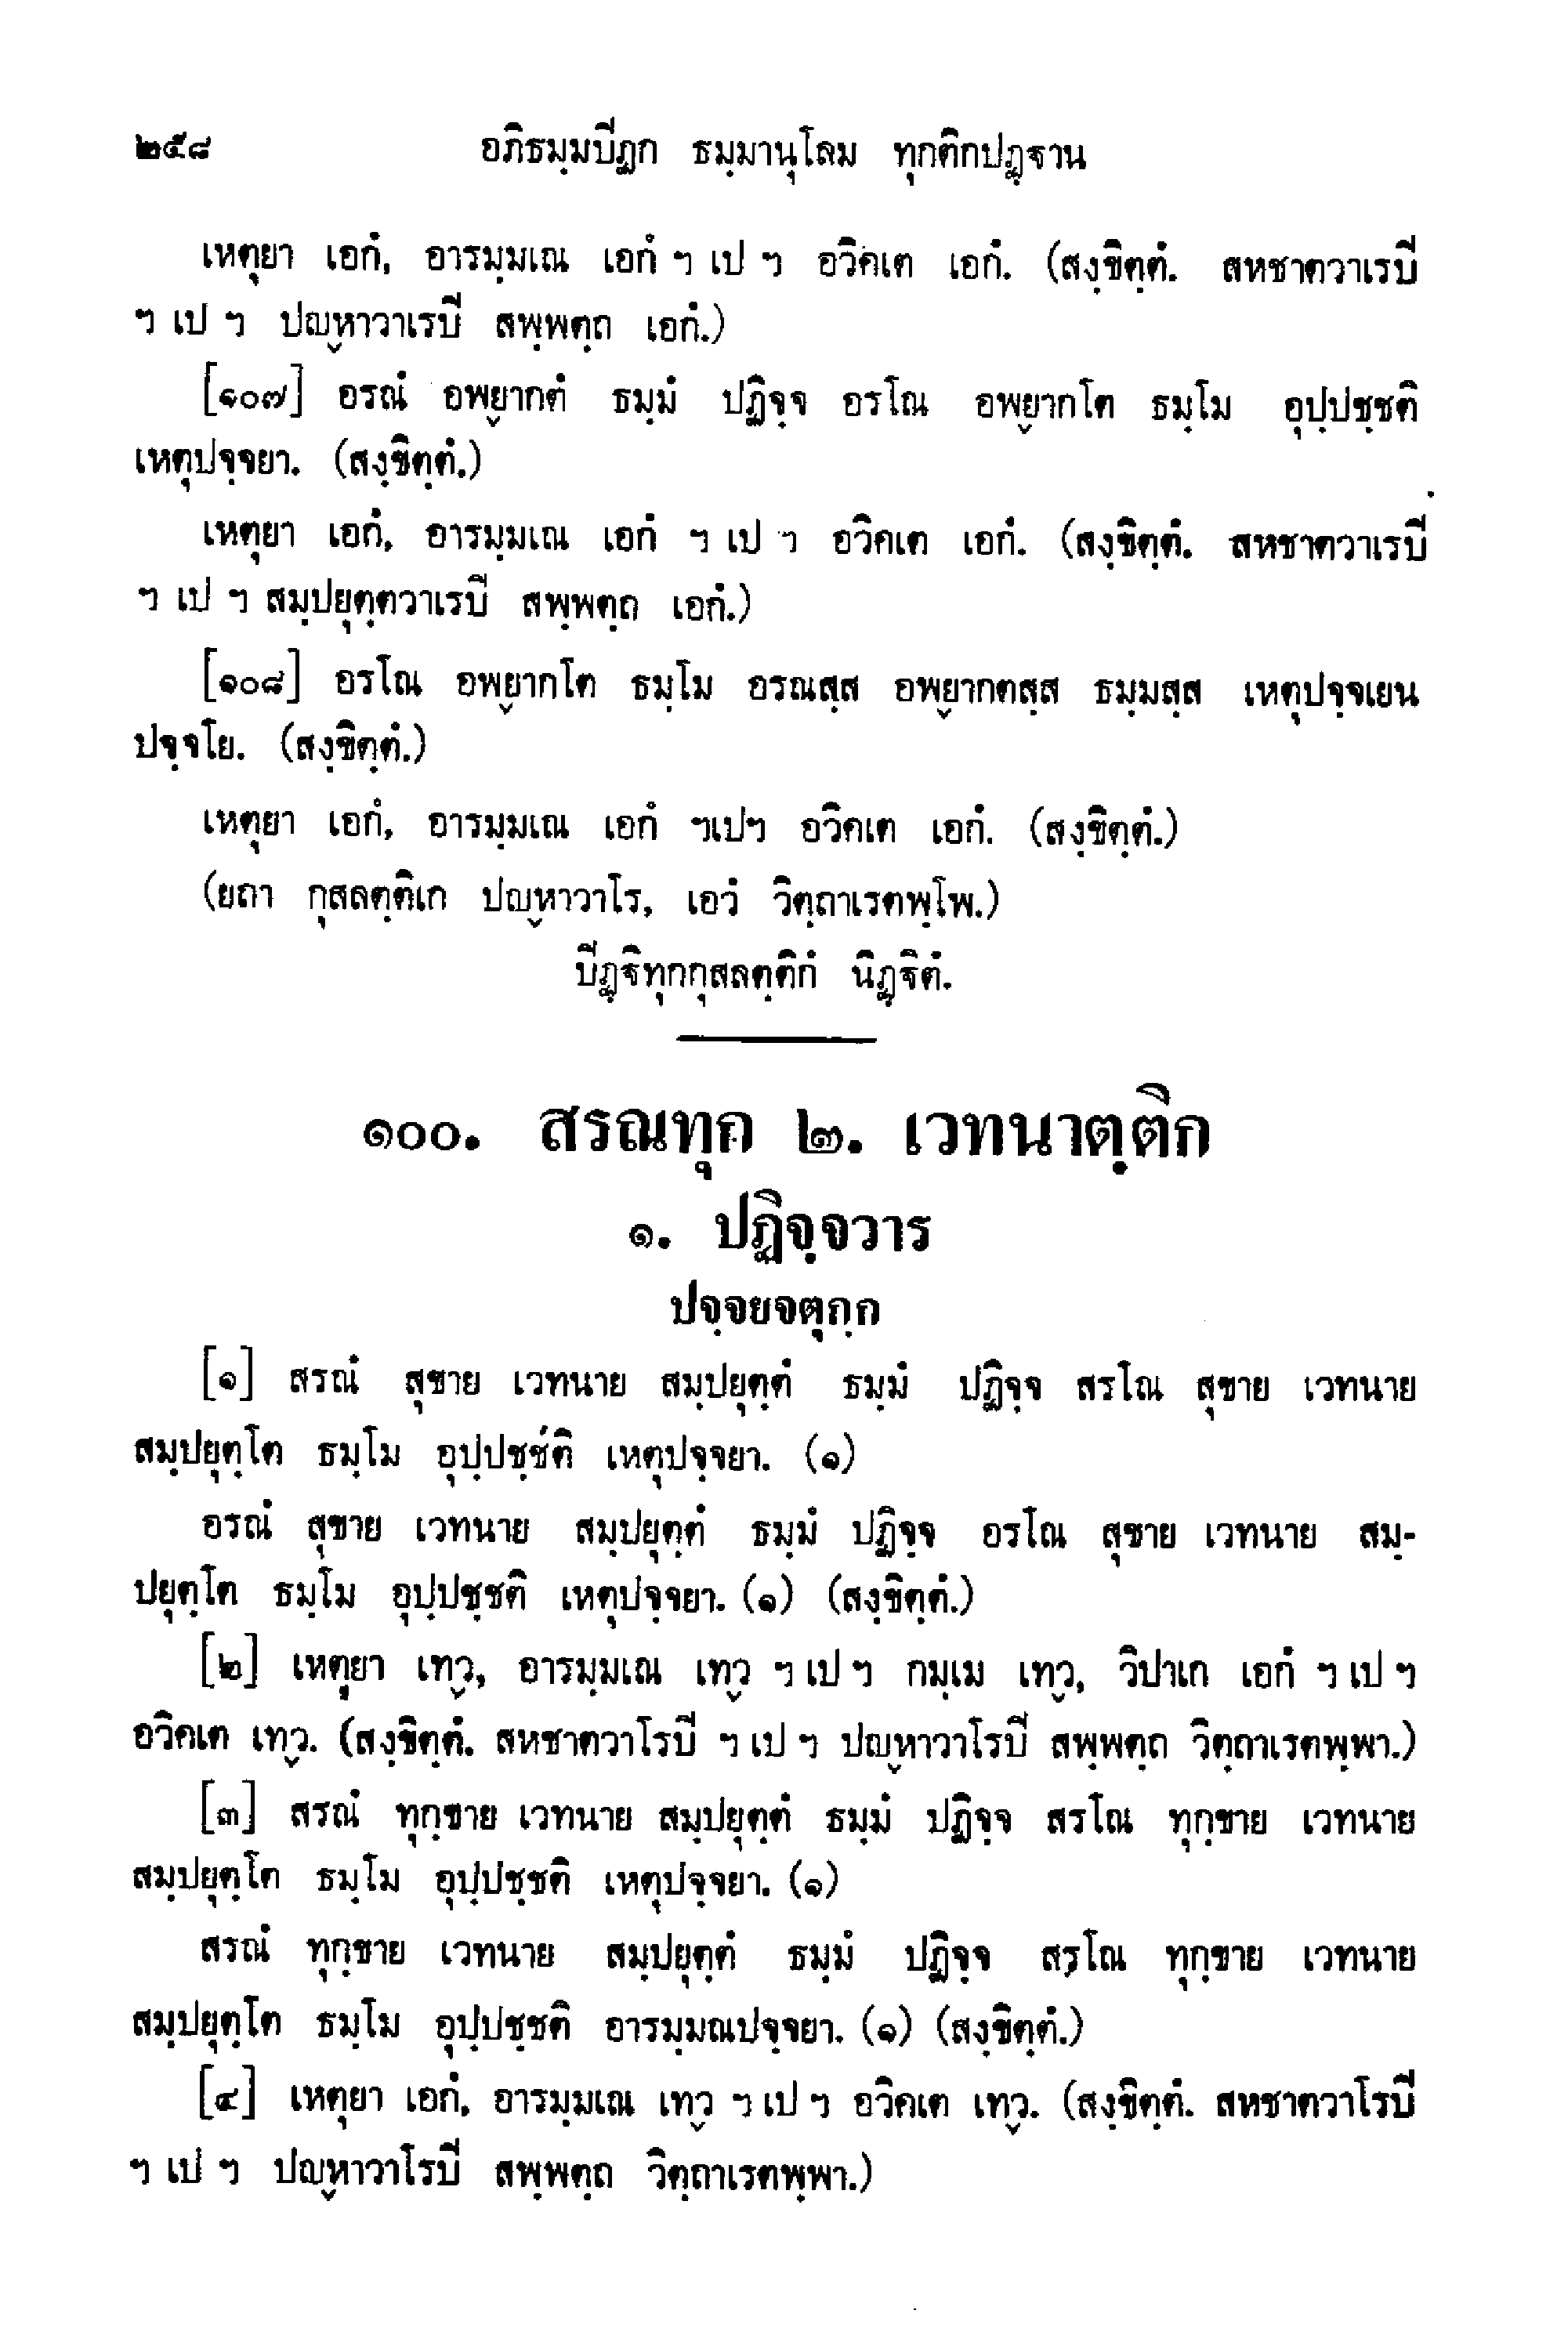 ๒๕๘ อภิธมฺมปีฏก ธมฺมานุโลม ทุกติกปฏฺฐาน
เหตุยา เอกํ, อารมฺมเณ เอกํ ฯ เป ฯ อวิคเต เอกํ. (สงฺขิตฺตํ. สหชาตวาเรปี
ฯ เป ฯ ปญฺหาวาเรปี สพฺพตฺถ เอกํ.)
[๑๐๗] อรณํ อพฺยากตํ ธมฺมํ ปฏิจฺจ อรโณ อพฺยากโต ธมฺโม อุปฺปชฺชติ
เหตุปจฺจยา. (สงฺขิตฺตํ.)
เหตุยา เอกํ, อารมฺมเณ เอกํ ฯ เป ฯ อวิคเต เอกํ. (สงฺขิตฺตํ. สหชาตวาเรปี
ฯ เป ฯ สมฺปยุตฺตวาเรปี สพฺพตฺถ เอกํ.)
[๑๐๘] อรโณ อพฺยากโต ธมฺโม อรณสฺส อพฺยากตสฺส ธมฺมสฺส เหตุปจฺจเยน
ปจฺจโย. (สงฺขิตฺตํ.)
เหตุยา เอกํ, อารมฺมเณ เอกํ ฯเปฯ อวิคเต เอกํ. (สงฺขิตฺตํ.)
(ยถา กุสลตฺติเก ปญฺหาวาโร, เอวํ วิตฺถาเรตพฺโพ.)
ปีฏฺฐิทุกกุสลตฺติกํ นิฏฺฐิตํ.
๑๐๐. สรณทุก ๒. เวทนาตฺติก
๑. ปฏิจฺจวาร
ปจฺจยจตุกฺก
[๑] สรณํ สุขาย เวทนาย สมฺปยุตฺตํ ธมฺมํ ปฏิจฺจ สรโณ สุขาย เวทนาย
สมฺปยุตฺโต ธมฺโม อุปฺปชฺชติ เหตุปจฺจยา. (๑)
อรณํ สุขาย เวทนาย สมฺปยุตฺตํ ธมฺมํ ปฏิจฺจ อรโณ สุขาย เวทนาย สมฺ-
ปยุตฺโต ธมฺโม อุปฺปชฺชติ เหตุปจฺจยา. (๑) (สงฺขิตฺตํ.)
[๒] เหตุยา เทฺว, อารมฺมเณ เทฺว ฯ เป ฯ กมฺเม เทฺว, วิปาเก เอกํ ฯ เป ฯ
อวิคเต เทฺว. (สงฺขิตฺตํ. สหชาตวาโรปี ฯ เป ฯ ปญฺหาวาโรปี สพฺพตฺถ วิตฺถาเรตพฺพา.)
[๓] สรณํ ทุกฺขาย เวทนาย สมฺปยุตฺตํ ธมฺมํ ปฏิจฺจ สรโณ ทุกฺขาย เวทนาย
สมฺปยุตฺโต ธมฺโม อุปฺปชฺชติ เหตุปจฺจยา. (๑)
สรณํ ทุกฺขาย เวทนาย สมฺปยุตฺตํ ธมฺมํ ปฏิจฺจ สรโณ ทุกฺขาย เวทนาย
สมฺปยุตฺโต ธมฺโม อุปฺปชฺชติ อารมฺมณปจฺจยา. (๑) (สงฺขิตฺตํ.)
[๔] เหตุยา เอกํ, อารมฺมเณ เทฺว ฯ เป ฯ อวิคเต เทฺว. (สงฺขิตฺตํ. สหชาตวาโรปี
ฯ เป ฯ ปญฺหาวาโรปี สพฺพตฺถ วิตฺถาเรตพฺพา.)